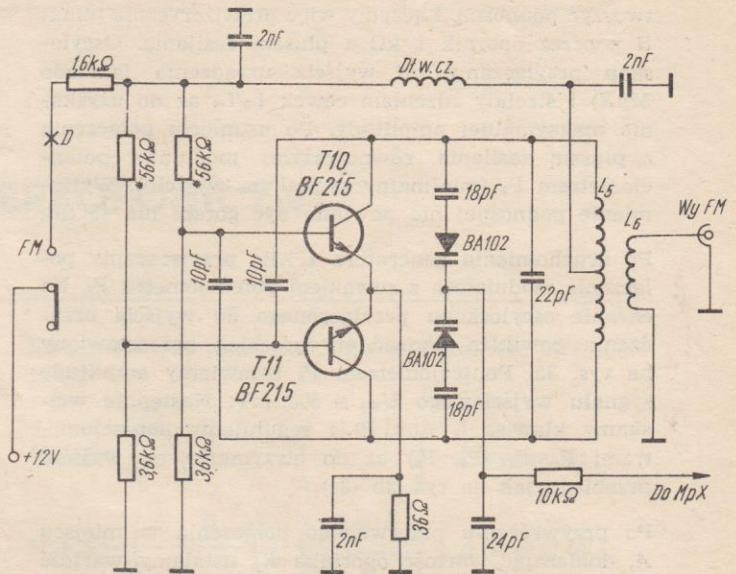 2nF
1,6kΩ
Dł.w.cz.
2nF
D
56kΩ
56kΩ
T10
BF215
18pF
L5
L6
Wy FM
FM
10pF
10pF
BA102
22pF
T11
BF215
BA102
18pF
+12V
3,6kΩ
3,6kΩ
36Ω
10kΩ
Do MpX
2nF
24pF